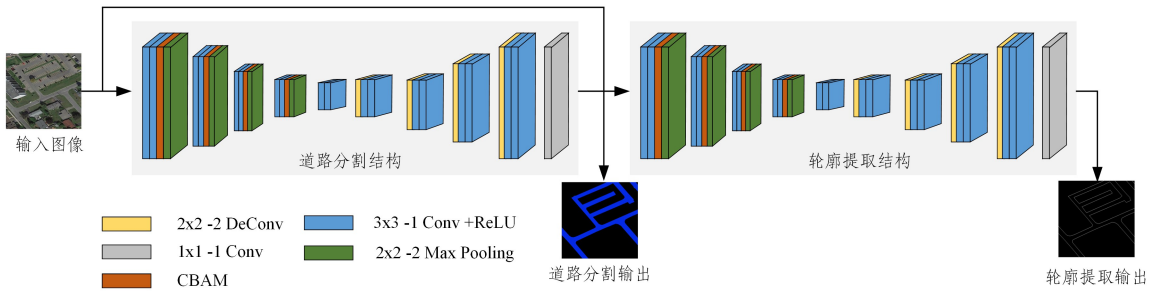 输入图像
道路分割结构
轮廓提取结构
2x2 -2 DeConv
3x3 -1 Conv +ReLU
1x1 -1 Conv
2x2 -2 Max Pooling
CBAM
道路分割输出
轮廓提取输出